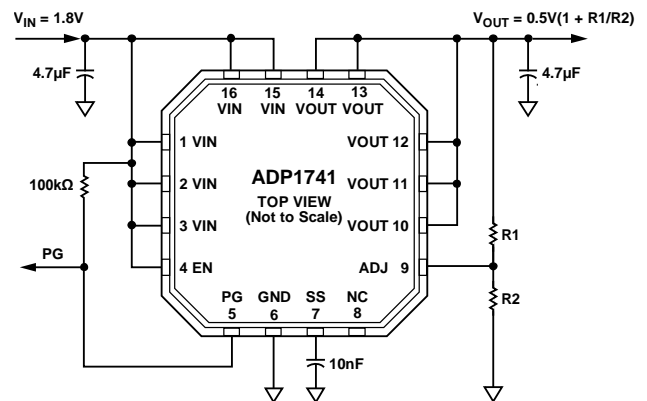 VIN = 1.8V
VOUT = 0.5V(1 + R1/R2)
4.7µF
4.7µF
16
VIN
15
VIN
14
VOUT
13
VOUT
1 VIN
2 VIN
3 VIN
4 EN
100kΩ
PG
ADP1741
TOP VIEW
(Not to Scale)
VOUT 12
VOUT 11
VOUT 10
ADJ 9
R1
R2
PG
5
GND
6
SS
7
NC
8
10nF